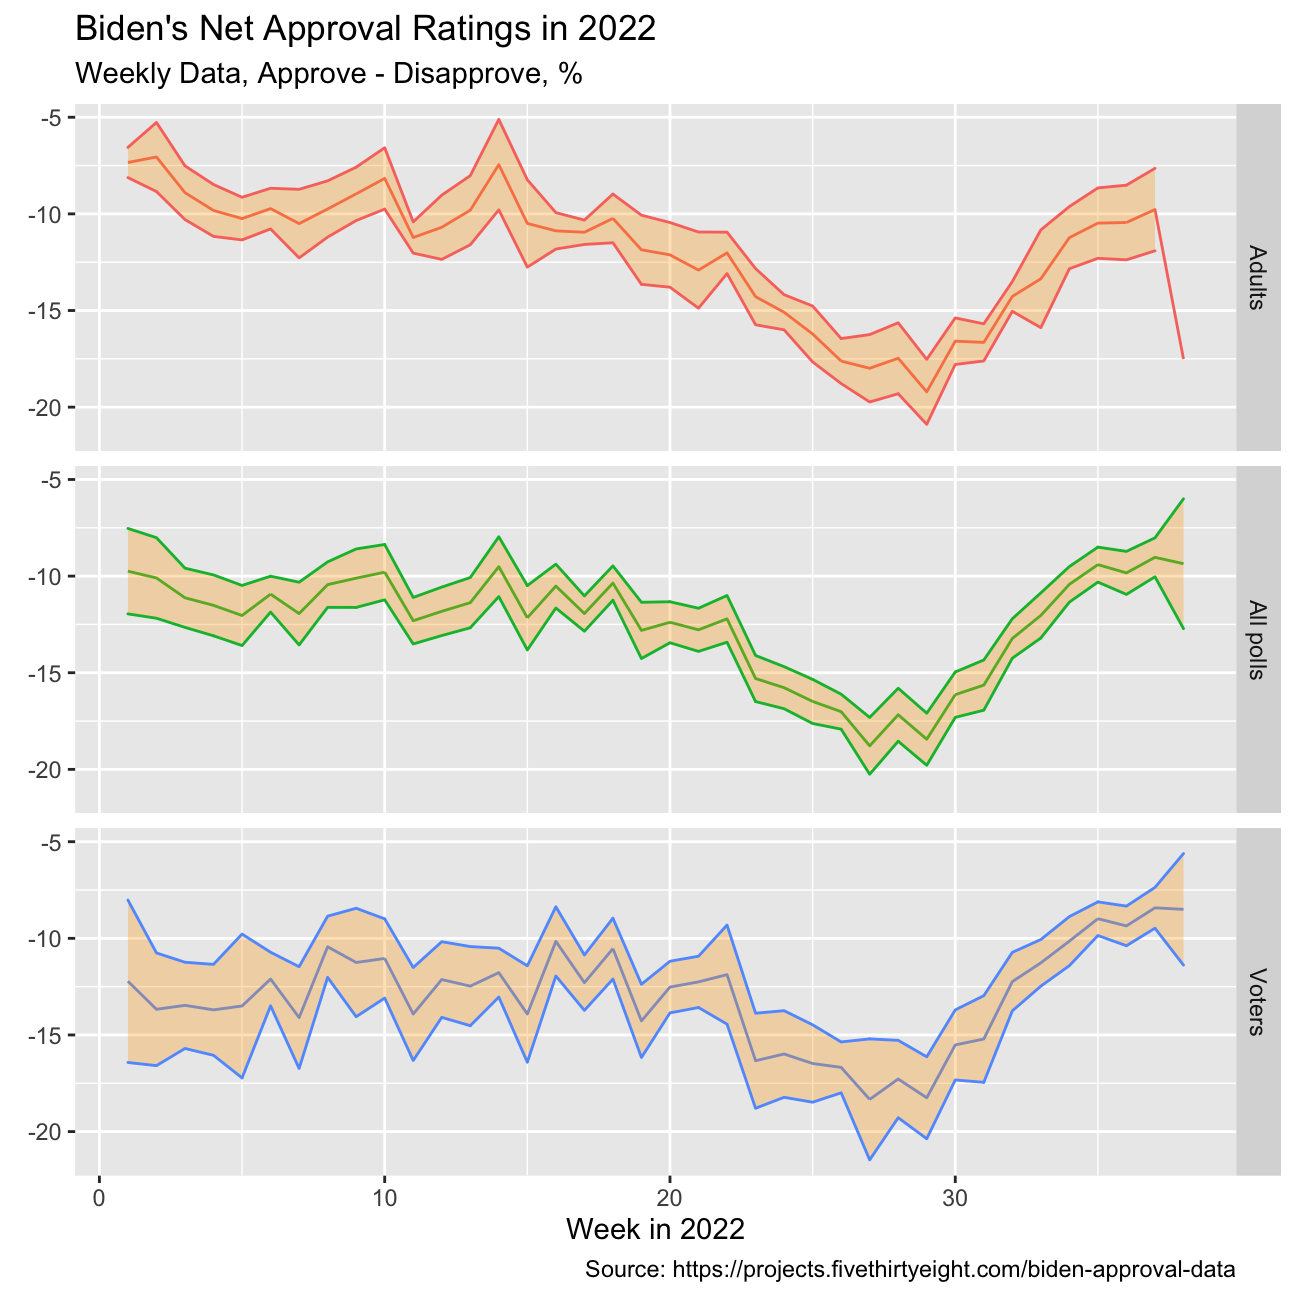 Biden's Net Approval Ratings in 2022
Weekly Data, Approve - Disapprove, %
-5
-10
-15
-20
Adults
-5
-10
-15
-20
All polls
-5
-10
-15
-20
Voters
0 10 20 30
Week in 2022
Source: https://projects.fivethirtyeight.com/biden-approval-data